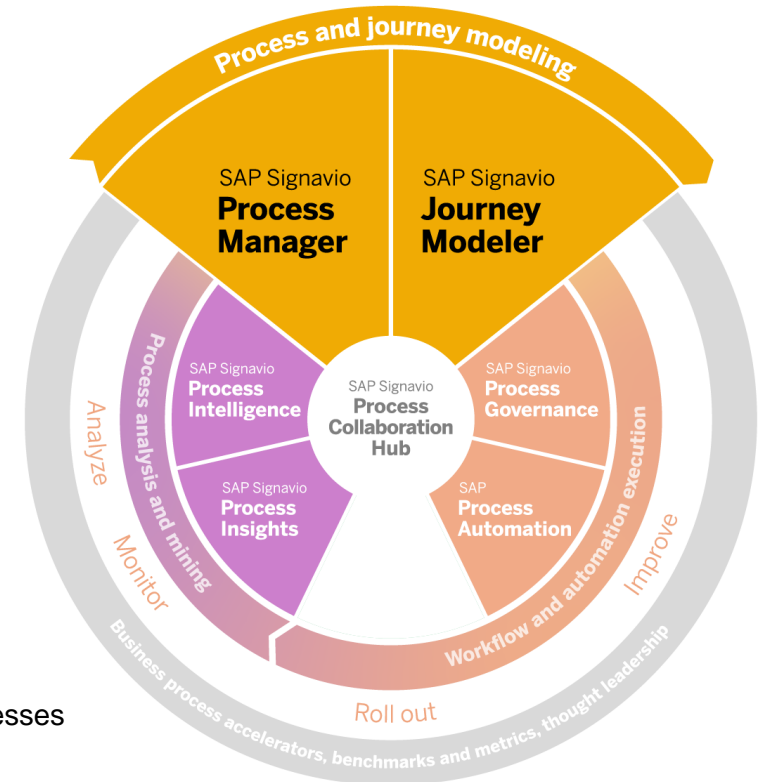 Process and journey modeling
SAP Signavio
Process
Manager
SAP Signavio
Journey
Modeler
SAP Signavio
Process
Intelligence
SAP Signavio
Process
Collaboration
Hub
SAP Signavio
Process
Governance
SAP Signavio
Process
Insights
SAP
Process
Automation
Process analysis and mining
Workflow and automation execution
Analyze
Monitor
Improve
Roll out
Business process accelerators, benchmarks and metrics, thought leadership
esses